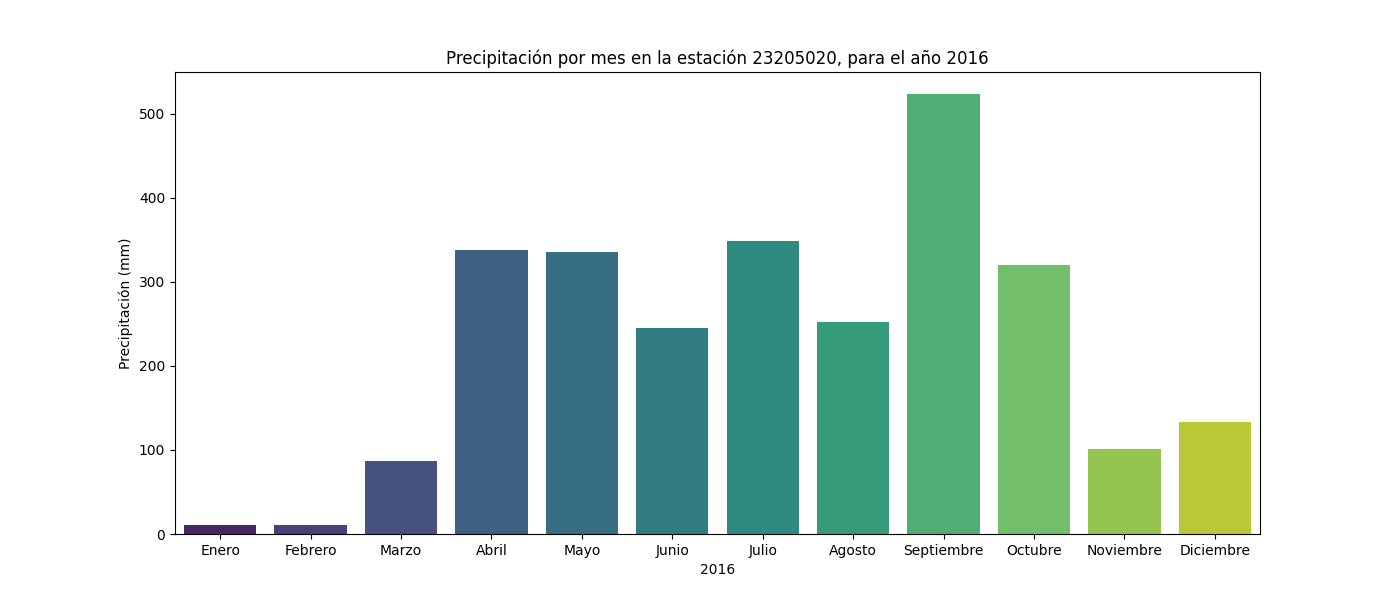 Precipitación por mes en la estación 23205020, para el año 2016
Precipitación (mm)
500
400
300
200
100
0
Enero Febrero Marzo Abril Mayo Junio Julio Agosto Septiembre Octubre Noviembre Diciembre
2016